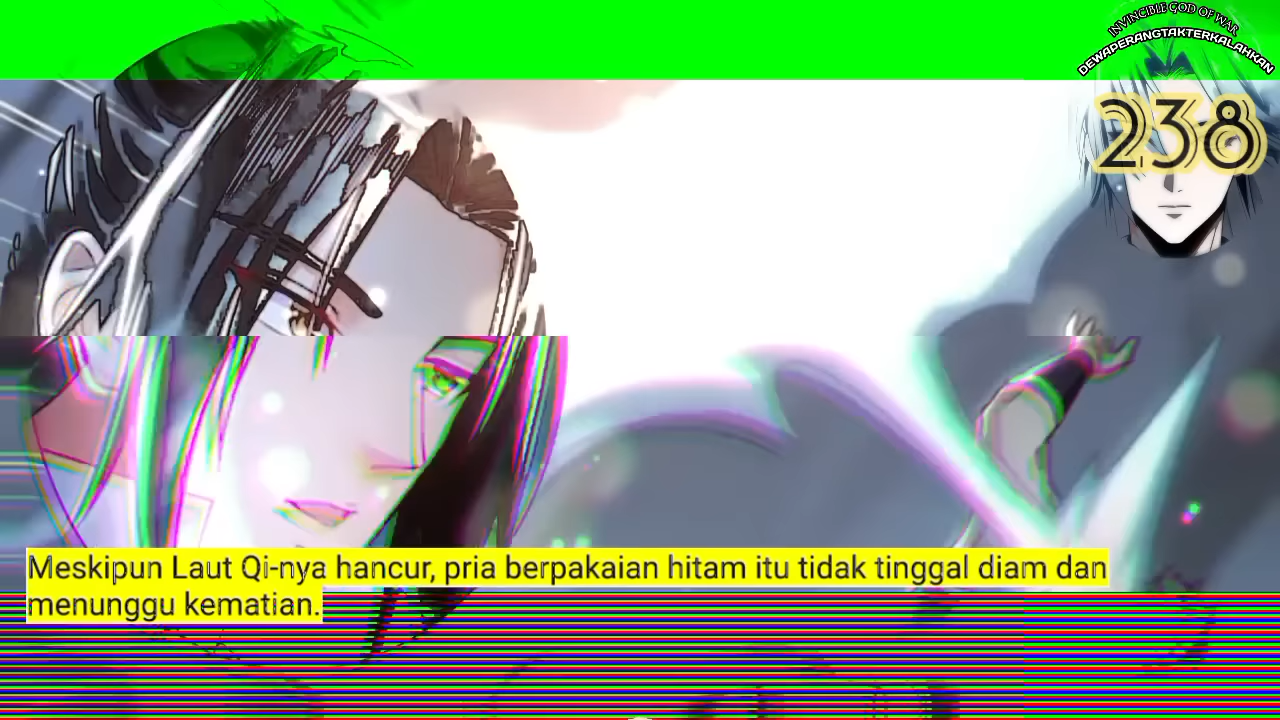 INVINCIBLE GOD OF WAR
DEWAPERANGTAKTERKALAHKAN
238
Meskipun Laut Qi-nya hancur, pria berpakaian hitam itu tidak tinggal diam dan
menunggu kematian.